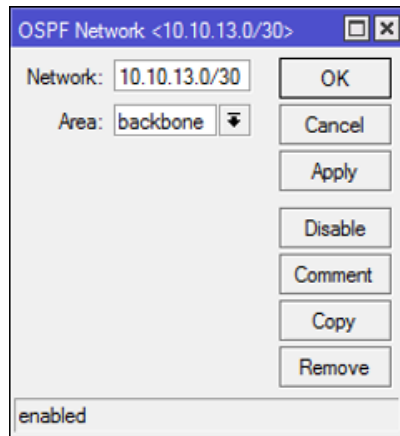 OSPF Network <10.10.13.0/30>
Network: 10.10.13.0/30
OK
Area: backbone
Cancel
Apply
Disable
Comment
Copy
Remove
enabled